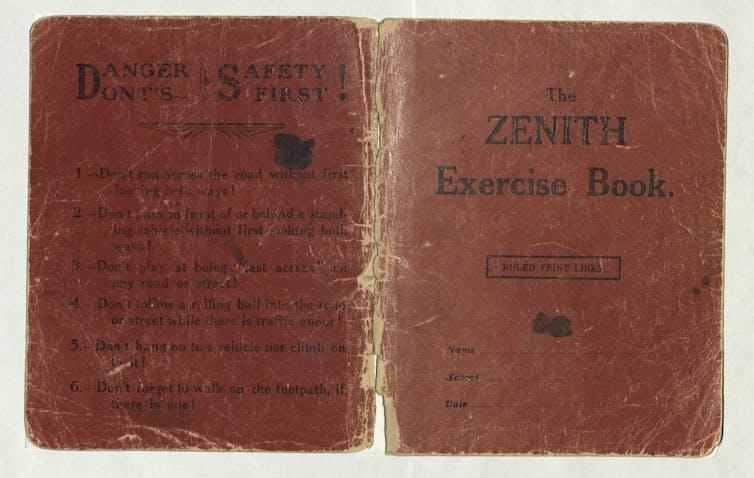 DANGER
DONT'S—
SAFETY
FIRST!
1—Don't run across the road without first
looking both ways!
2—Don't pass in front of or behind a stand-
ing vehicle without first looking both
ways!
3.—Don't play at being "last across" on
any road or street!
4.—Don't follow a rolling ball into the road
or street while there is traffic about!
5.—Don't hang on to a vehicle nor climb on
to it!
6.—Don't forget to walk on the footpath, if
there is one!
The
ZENITH
Exercise Book.
RULED FEINT LINES
Name
School
Date